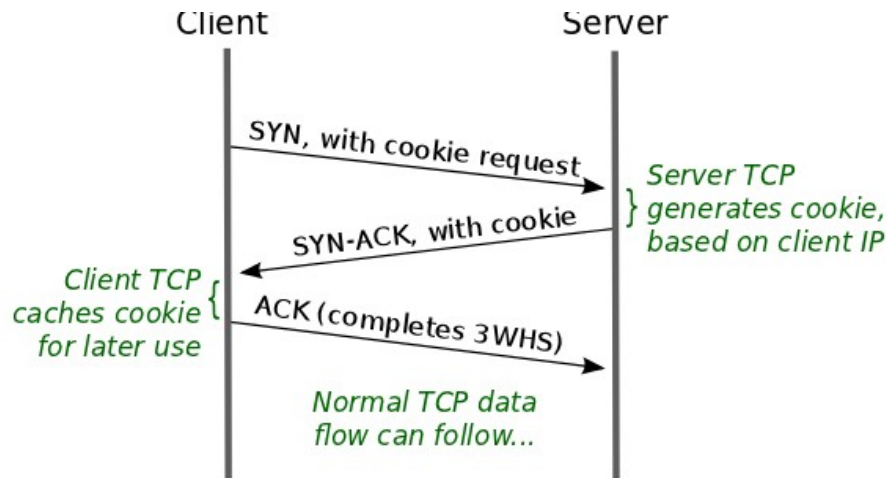 Client
Server
SYN, with cookie request
Server TCP
generates cookie,
based on client IP
SYN-ACK, with cookie
Client TCP
caches cookie
for later use
ACK (completes 3WHS)
Normal TCP data
flow can follow...